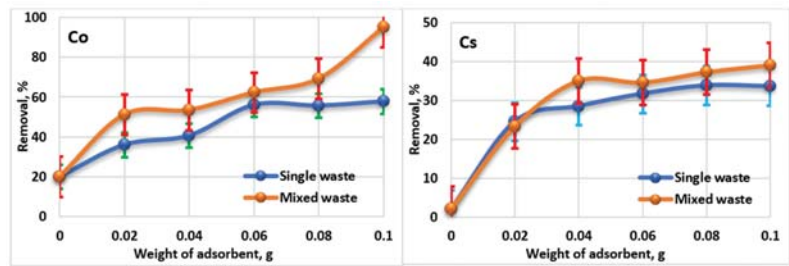 Co
Removal, %
100
80
60
40
20
0
0 0.02 0.04 0.06 0.08 0.1
Single waste
Mixed waste
Weight of adsorbent, g
Cs
Removal, %
50
40
30
20
10
0
0 0.02 0.04 0.06 0.08 0.1
Single waste
Mixed waste
Weight of adsorbent, g